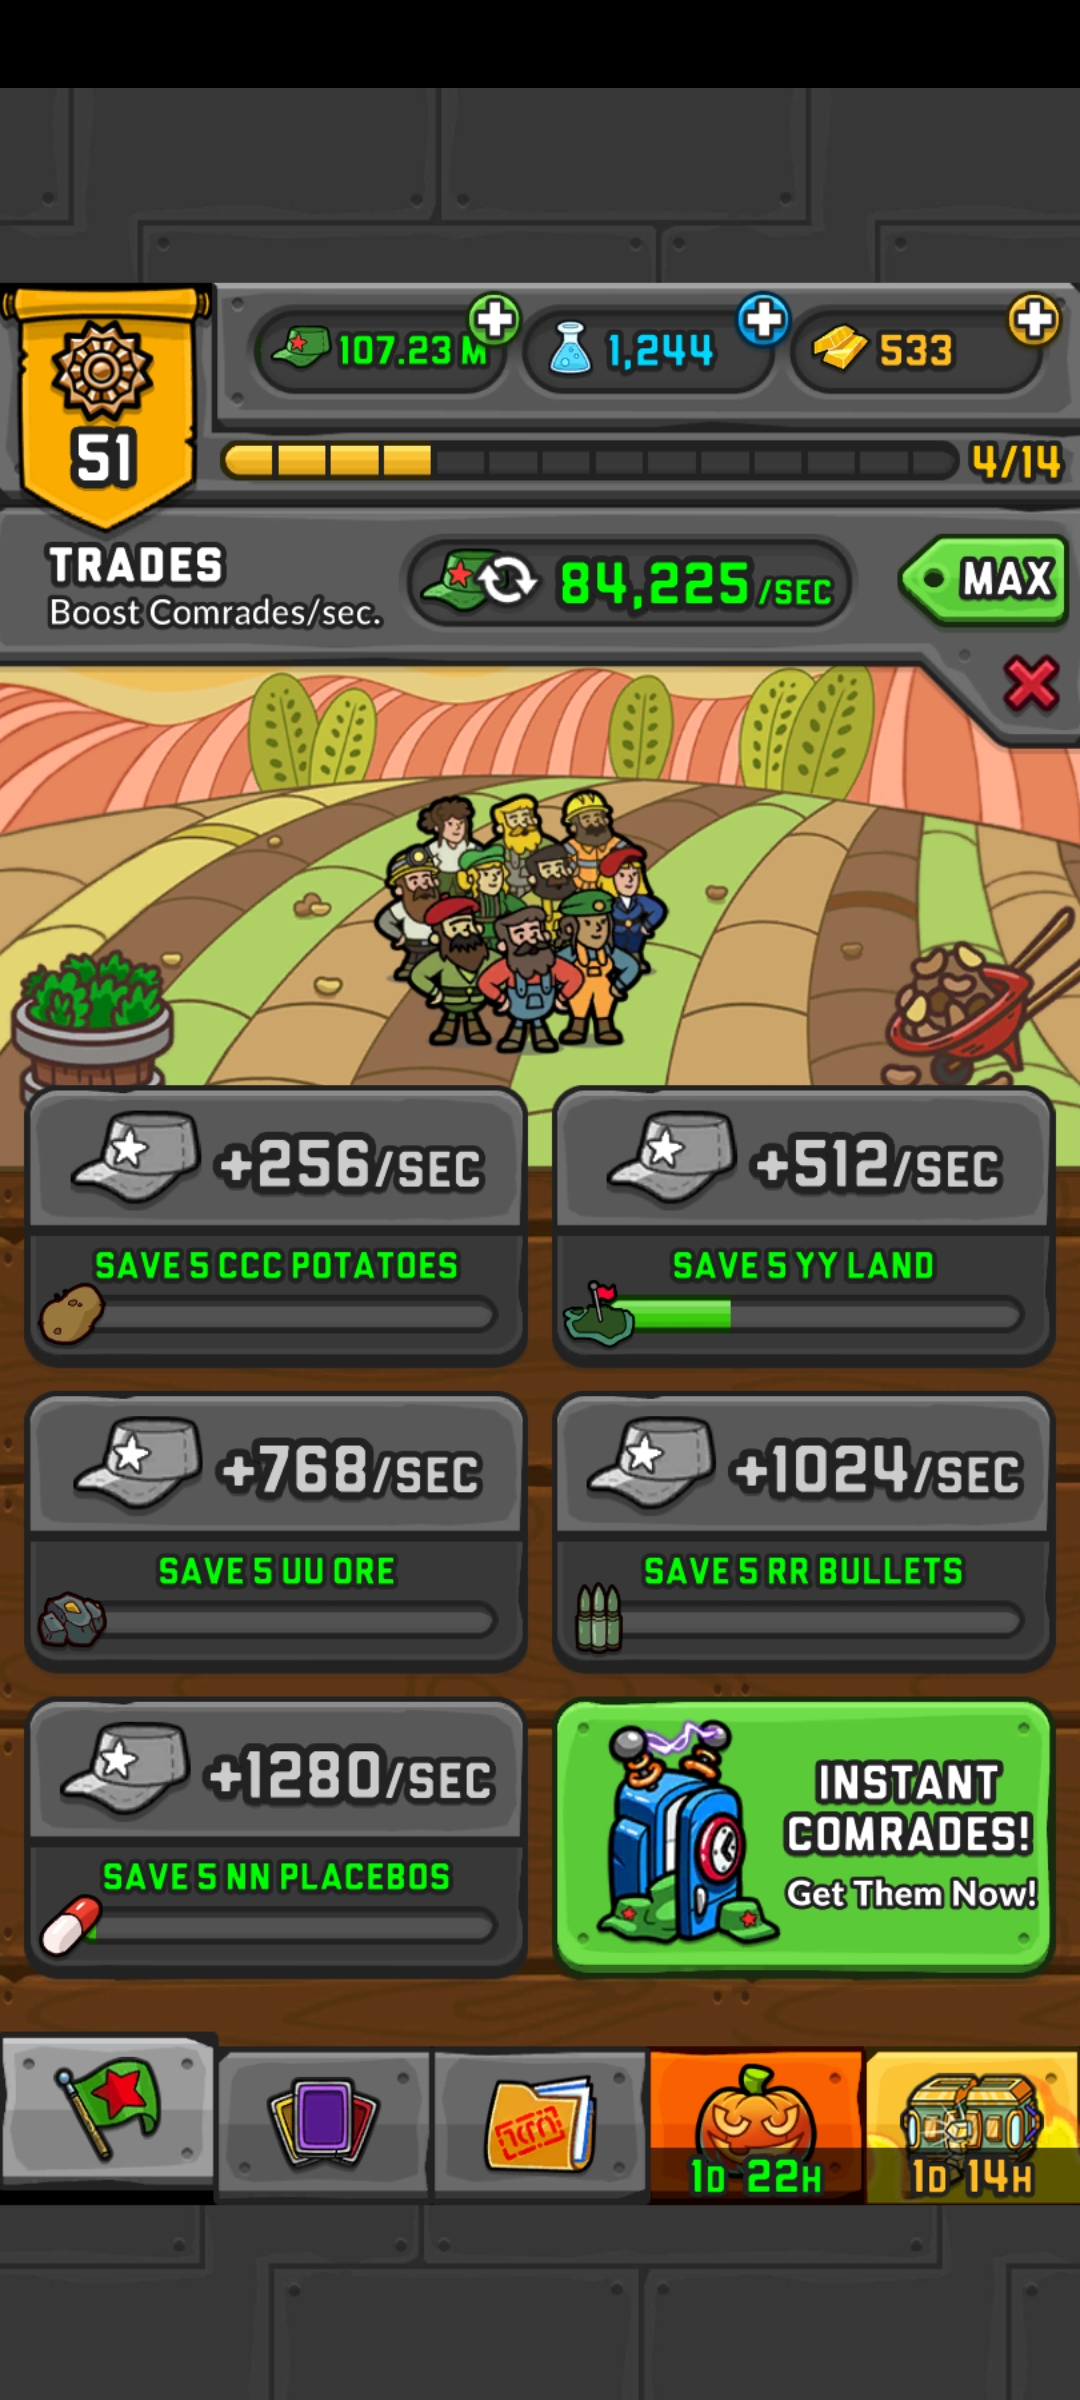 107.23 M
1,244
533
51
4/14
TRADES
Boost Comrades/sec.
84,225/SEC
MAX
+256/SEC
SAVE 5 CCC POTATOES
+512/SEC
SAVE 5 YY LAND
+768/SEC
SAVE 5 UU ORE
+1024/SEC
SAVE 5 RR BULLETS
+1280/SEC
SAVE 5 NN PLACEBOS
INSTANT
COMRADES!
Get Them Now!
1D 22H
1D 14H